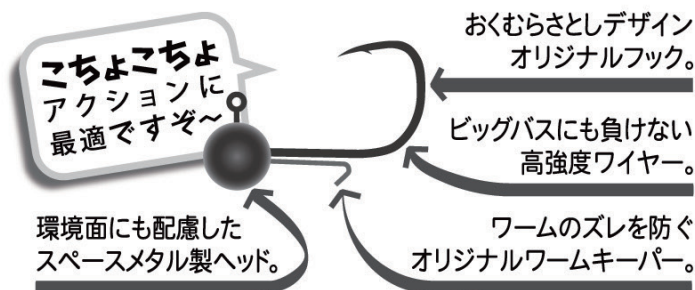 こちょこちょ
アクションに
最適ですぞ～
おくむらさとしデザイン
オリジナルフック。
ビッグバスにも負けない
高強度ワイヤー。
環境面にも配慮した
スペースメタル製ヘッド。
ワームのズレを防ぐ
オリジナルワームキーパー。